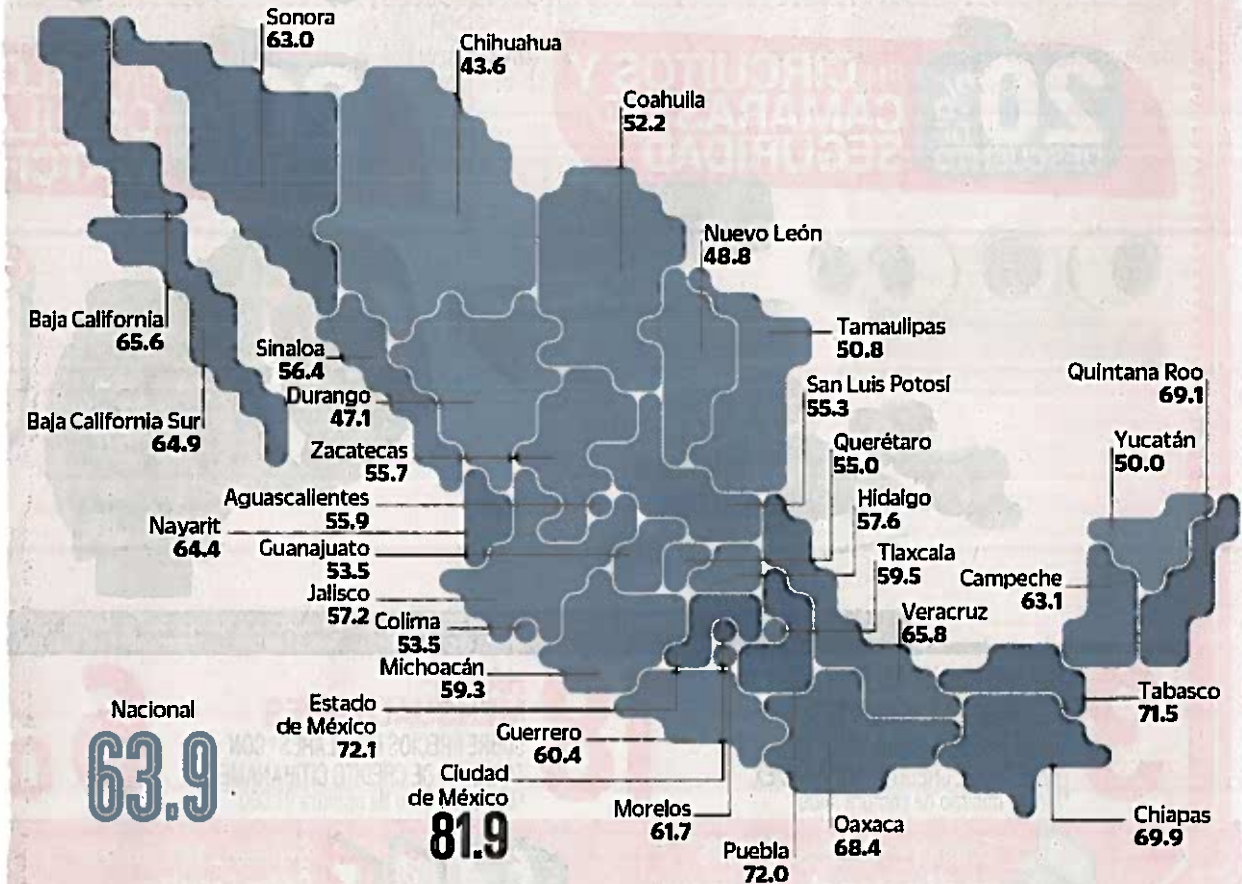 Sonora
63.0
Chihuahua
43.6
Coahuila
52.2
Nuevo León
48.8
Tamaulipas
50.8
San Luis Potosí
55.3
Querétaro
55.0
Hidalgo
57.6
Tlaxcala
59.5
Veracruz
65.8
Quintana Roo
69.1
Yucatán
50.0
Campeche
63.1
Tabasco
71.5
Chiapas
69.9
Oaxaca
68.4
Puebla
72.0
Morelos
61.7
Baja California
65.6
Baja California Sur
64.9
Sinaloa
56.4
Durango
47.1
Zacatecas
55.7
Aguascalientes
55.9
Nayarit
64.4
Guanajuato
53.5
Jalisco
57.2
Colima
53.5
Michoacán
59.3
Estado
de México
72.1
Guerrero
60.4
Ciudad
de México
81.9
Nacional
63.9
20%
CIRCUITOS Y
CÁMARAS
SEGURIDAD